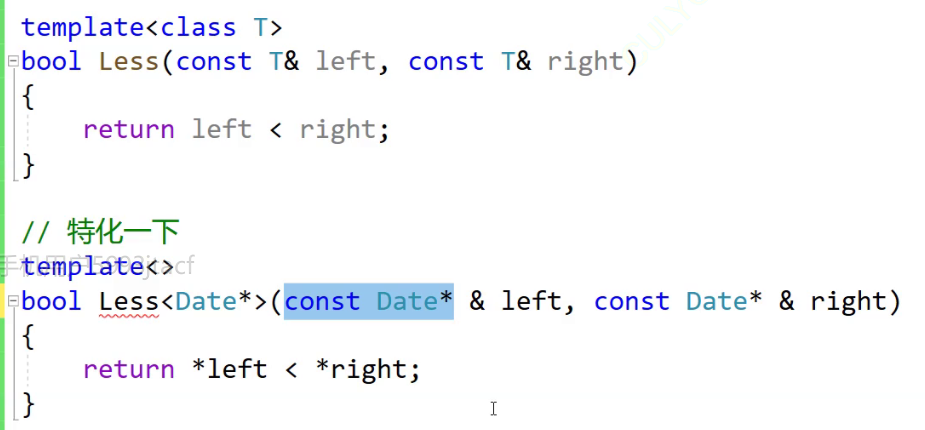 template<class T>
bool Less(const T& left, const T& right)
{
return left < right;
}
// 特化一下
template<>
bool Less<Date*>(const Date* & left, const Date* & right)
{
return *left < *right;
}